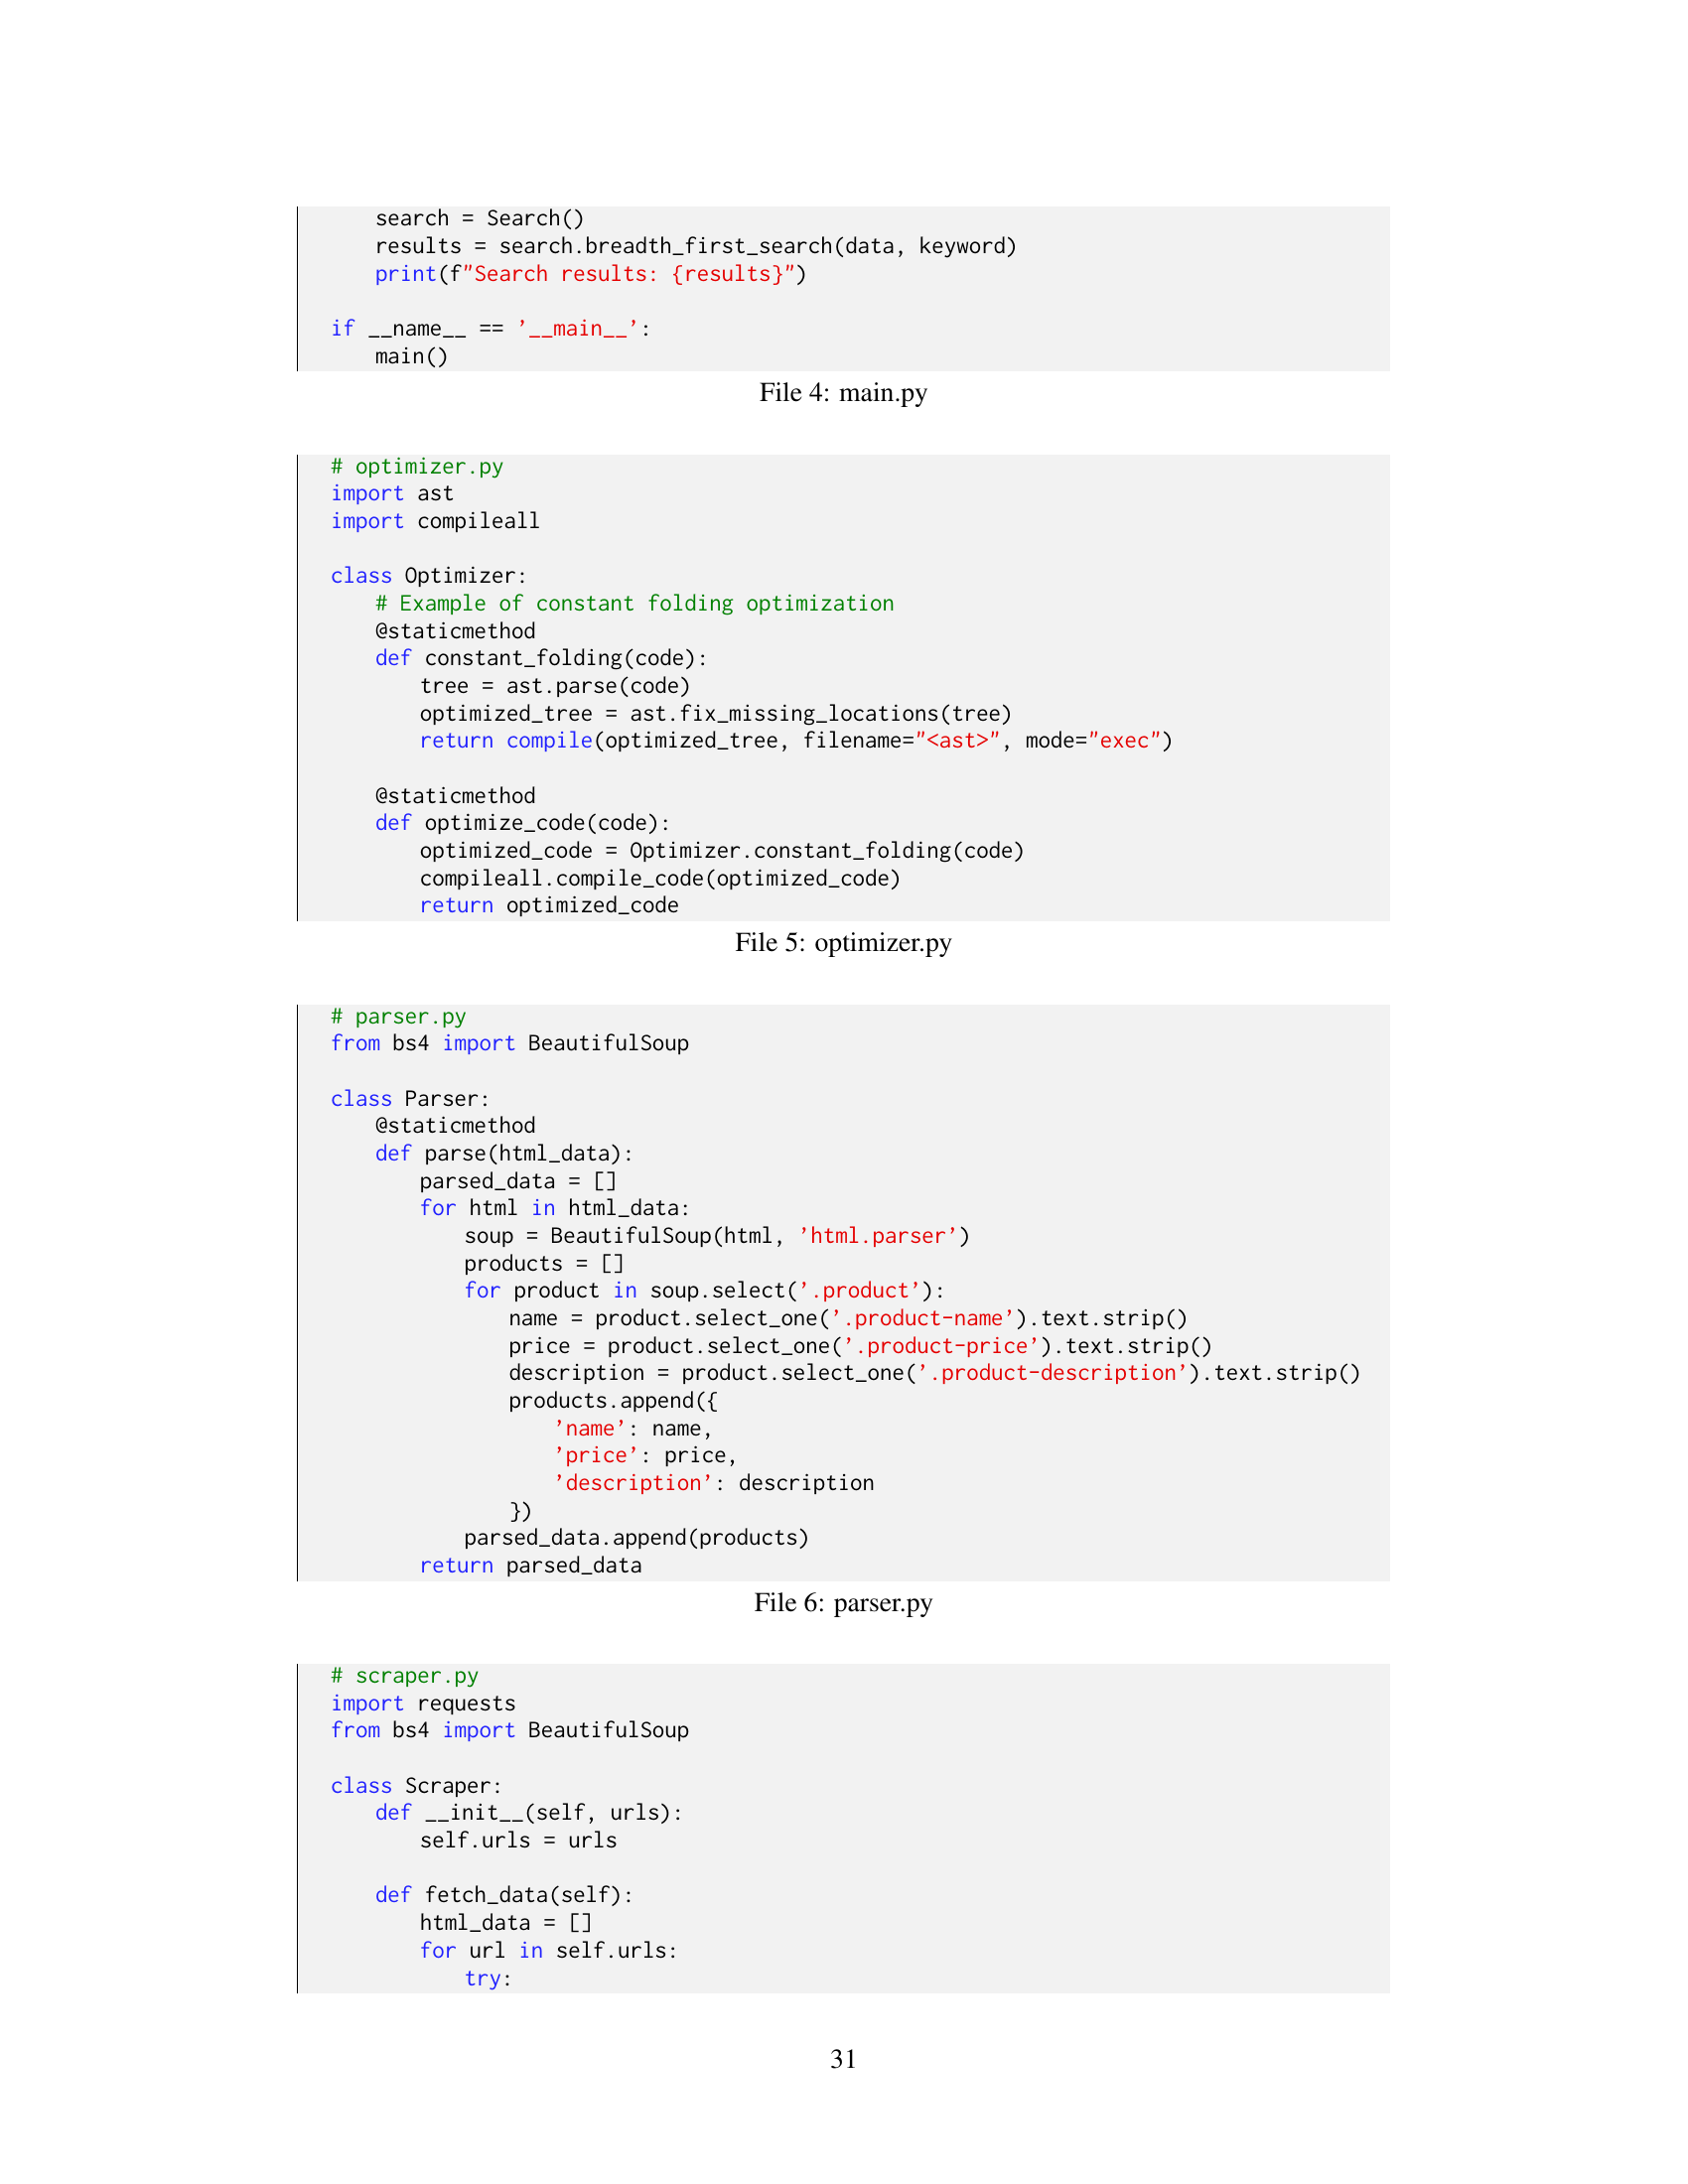 search = Search()
    results = search.breadth_first_search(data, keyword)
    print(f"Search results: {results}")

if __name__ == '__main__':
    main()
File 4: main.py
# optimizer.py
import ast
import compileall

class Optimizer:
    # Example of constant folding optimization
    @staticmethod
    def constant_folding(code):
        tree = ast.parse(code)
        optimized_tree = ast.fix_missing_locations(tree)
        return compile(optimized_tree, filename="<ast>", mode="exec")

    @staticmethod
    def optimize_code(code):
        optimized_code = Optimizer.constant_folding(code)
        compileall.compile_code(optimized_code)
        return optimized_code
File 5: optimizer.py
# parser.py
from bs4 import BeautifulSoup

class Parser:
    @staticmethod
    def parse(html_data):
        parsed_data = []
        for html in html_data:
            soup = BeautifulSoup(html, 'html.parser')
            products = []
            for product in soup.select('.product'):
                name = product.select_one('.product-name').text.strip()
                price = product.select_one('.product-price').text.strip()
                description = product.select_one('.product-description').text.strip()
                products.append({
                    'name': name,
                    'price': price,
                    'description': description
                })
            parsed_data.append(products)
        return parsed_data
File 6: parser.py
# scraper.py
import requests
from bs4 import BeautifulSoup

class Scraper:
    def __init__(self, urls):
        self.urls = urls

    def fetch_data(self):
        html_data = []
        for url in self.urls:
            try:
31